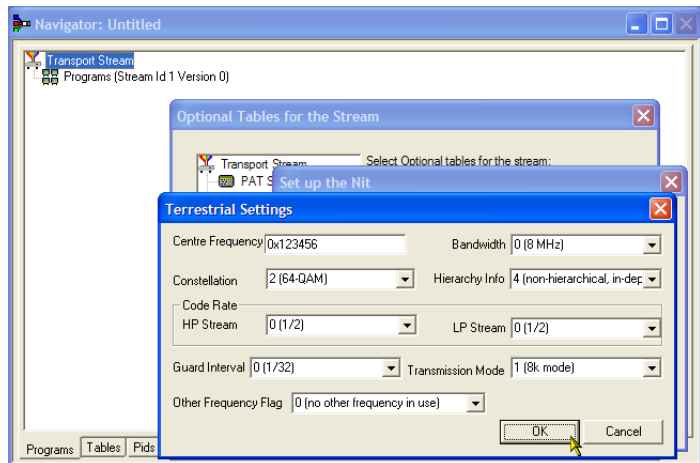 Navigator: Untitled
Transport Stream
Programs (Stream Id 1 Version 0)
Optional Tables for the Stream
Transport Stream
Select Optional tables for the stream:
PAT S
Set up the Nit
Terrestrial Settings
Centre Frequency 0x123456
Bandwidth 0 (8 MHz)
Constellation 2 (64-QAM)
Hierarchy Info 4 (non-hierarchical, in-dep
Code Rate
HP Stream 0 (1/2)
LP Stream 0 (1/2)
Guard Interval 0 (1/32)
Transmission Mode 1 (8k mode)
Other Frequency Flag 0 (no other frequency in use)
OK Cancel
Programs Tables Pids